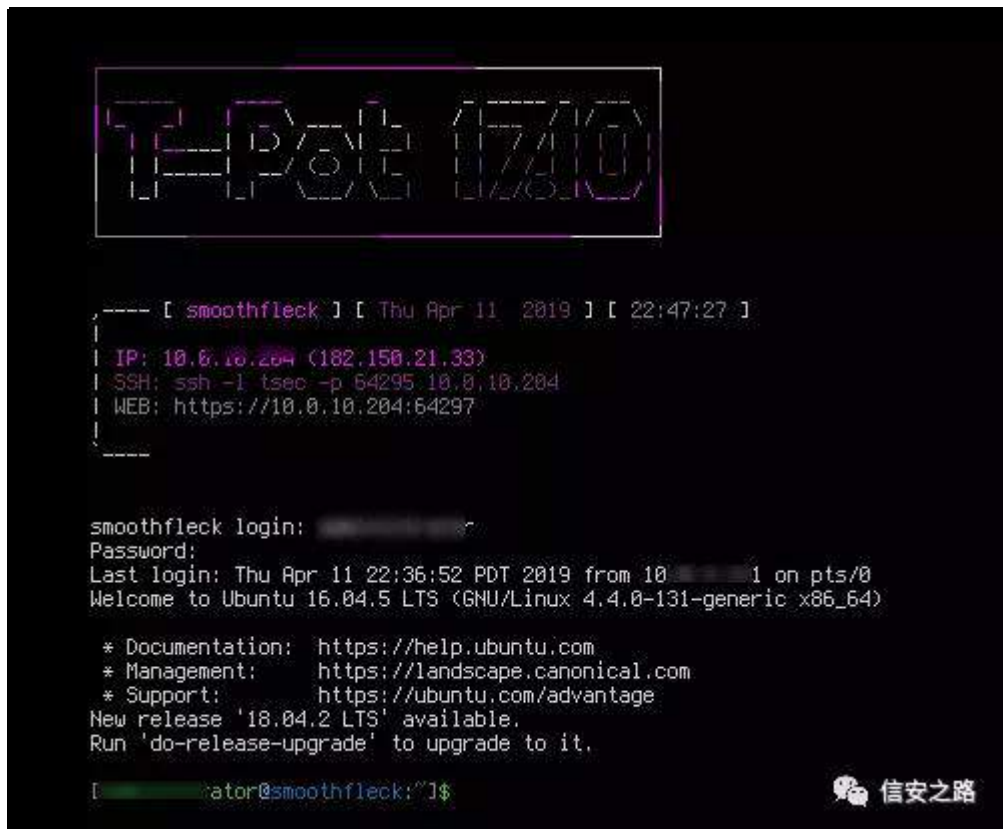 T-Pot 17.10
,---- [ smoothfleck ] [ Thu Apr 11 2019 ] [ 22:47:27 ]
|
| IP: (182.150.21.33)
| SSH: ssh -l tsec -p 64295 10.0.10.204
| WEB: https://10.0.10.204:64297
|
`----
smoothfleck login:
Password:
Last login: Thu Apr 11 22:36:52 PDT 2019 from 10 1 on pts/0
Welcome to Ubuntu 16.04.5 LTS (GNU/Linux 4.4.0-131-generic x86_64)
* Documentation: https://help.ubuntu.com
* Management: https://landscape.canonical.com
* Support: https://ubuntu.com/advantage
New release '18.04.2 LTS' available.
Run 'do-release-upgrade' to upgrade to it.
[ ator@smoothfleck:~]$
信安之路